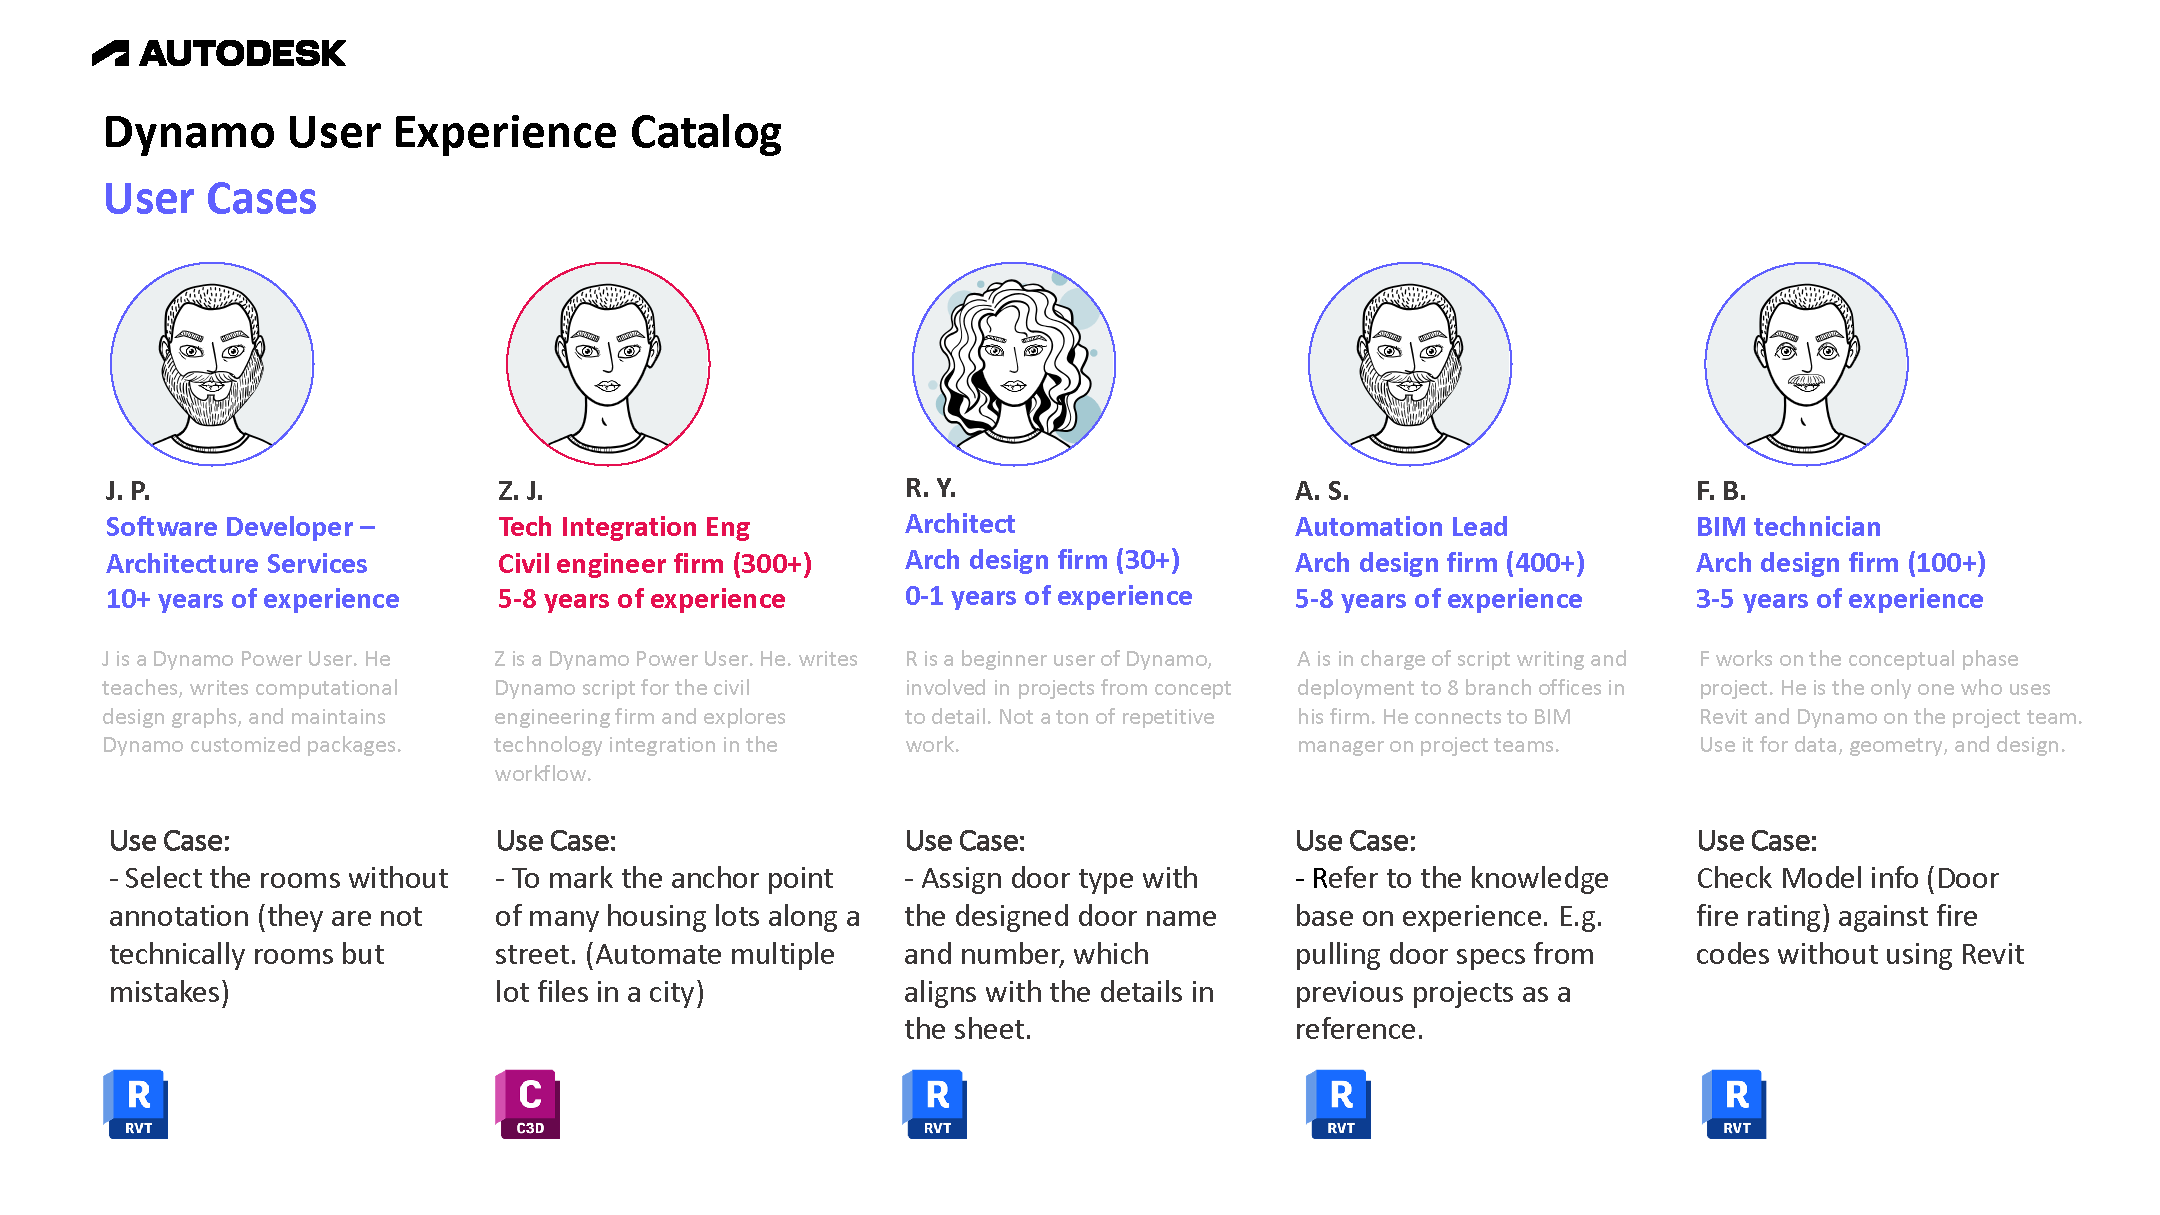 AUTODESK
Dynamo User Experience Catalog
User Cases
J. P.
Software Developer –
Architecture Services
10+ years of experience
J is a Dynamo Power User. He
teaches, writes computational
design graphs, and maintains
Dynamo customized packages.
Use Case:
- Select the rooms without
annotation (they are not
technically rooms but
mistakes)
R
RVT
Z. J.
Tech Integration Eng
Civil engineer firm (300+)
5-8 years of experience
Z is a Dynamo Power User. He. writes
Dynamo script for the civil
engineering firm and explores
technology integration in the
workflow.
Use Case:
- To mark the anchor point
of many housing lots along a
street. (Automate multiple
lot files in a city)
C
C3D
R. Y.
Architect
Arch design firm (30+)
0-1 years of experience
R is a beginner user of Dynamo,
involved in projects from concept
to detail. Not a ton of repetitive
work.
Use Case:
- Assign door type with
the designed door name
and number, which
aligns with the details in
the sheet.
R
RVT
A. S.
Automation Lead
Arch design firm (400+)
5-8 years of experience
A is in charge of script writing and
deployment to 8 branch offices in
his firm. He connects to BIM
manager on project teams.
Use Case:
- Refer to the knowledge
base on experience. E.g.
pulling door specs from
previous projects as a
reference.
R
RVT
F. B.
BIM technician
Arch design firm (100+)
3-5 years of experience
F works on the conceptual phase
project. He is the only one who uses
Revit and Dynamo on the project team.
Use it for data, geometry, and design.
Use Case:
Check Model info (Door
fire rating) against fire
codes without using Revit
R
RVT